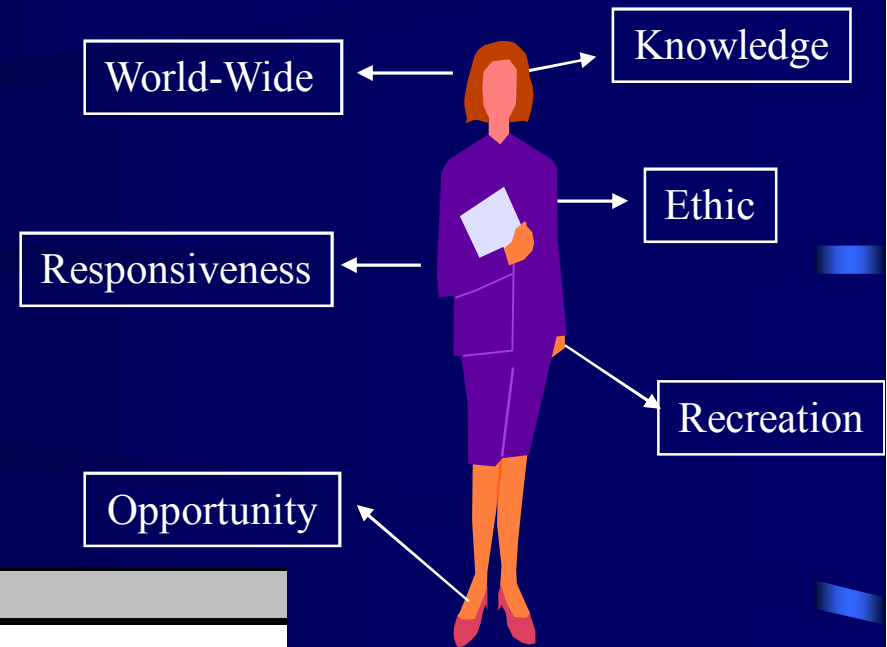 World-Wide
Knowledge
Ethic
Responsiveness
Recreation
Opportunity